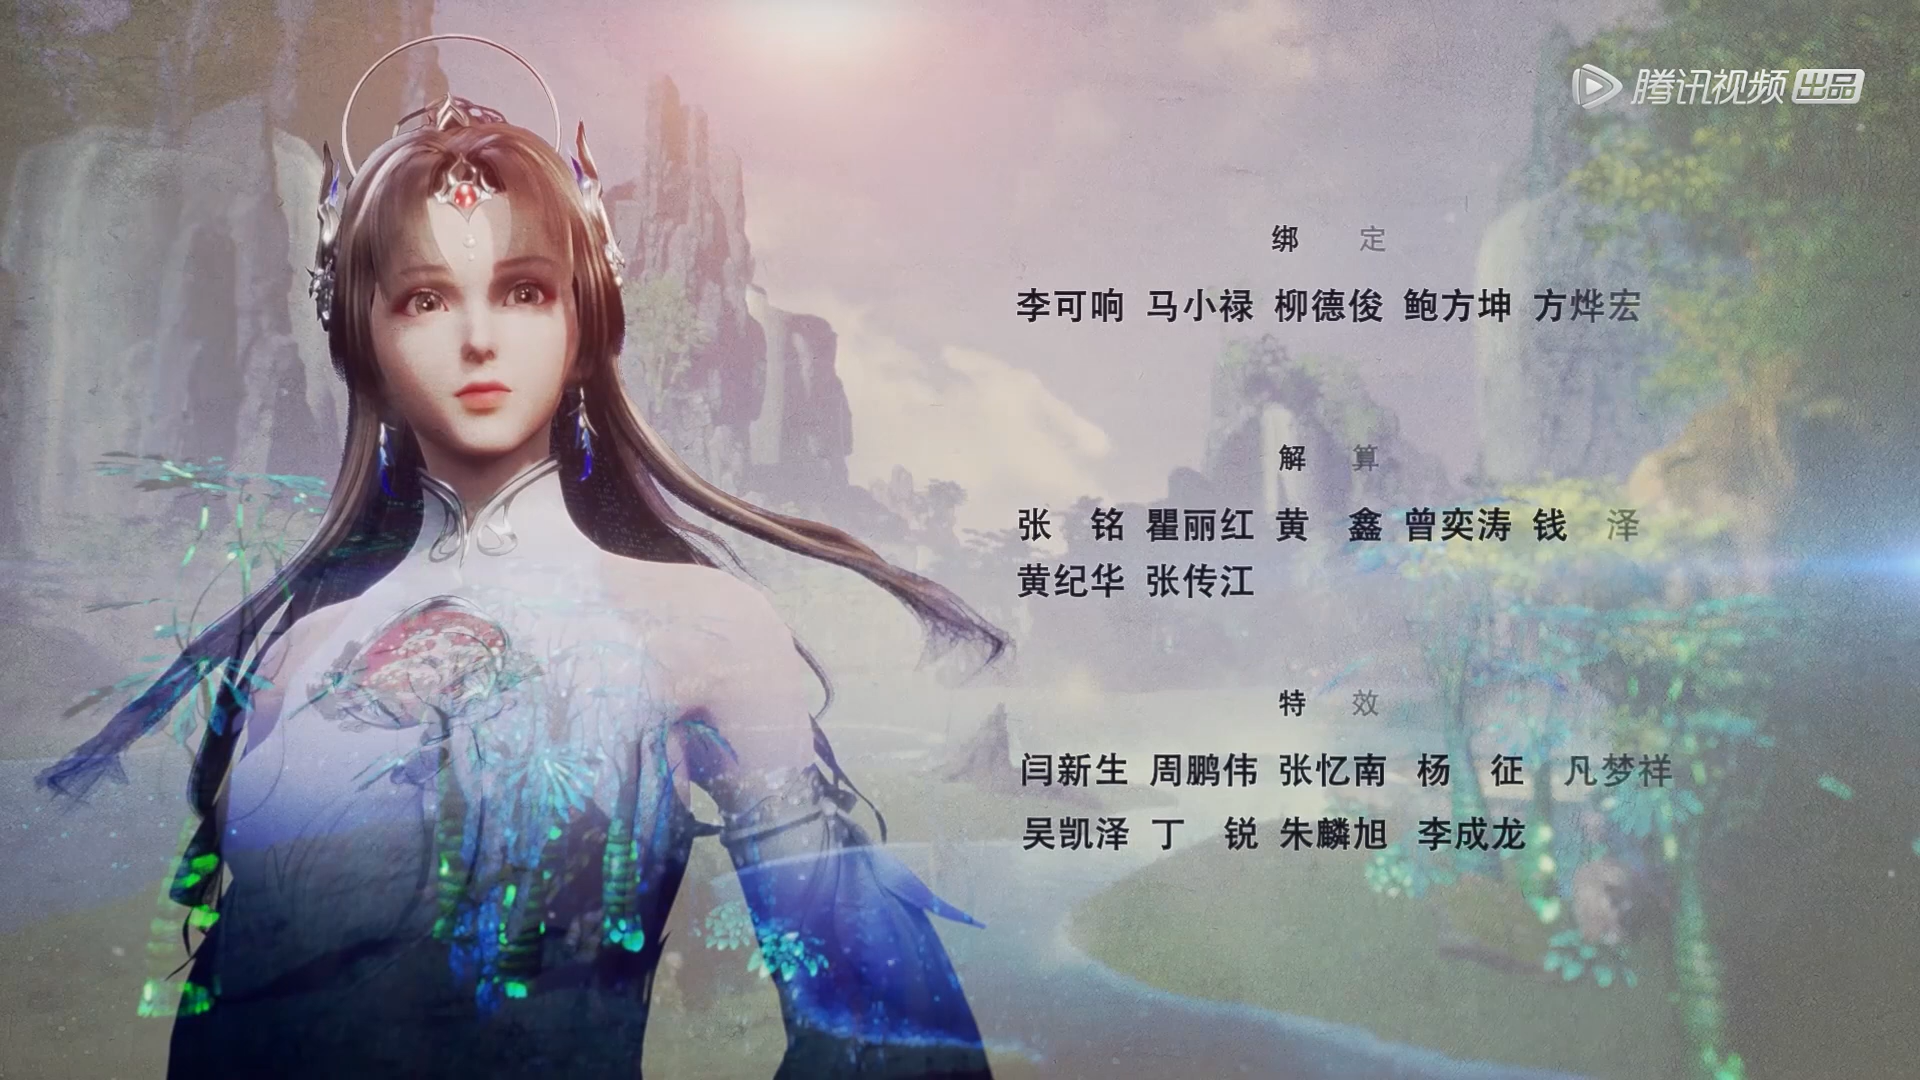 腾讯视频 出品
绑 定
李可响 马小禄 柳德俊 鲍方坤 方烨宏
解 算
张 铭 瞿丽红 黄 鑫 曾奕涛 钱 泽
黄纪华 张传江
特 效
闫新生 周鹏伟 张忆南 杨 征 凡梦祥
吴凯泽 丁 锐 朱麟旭 李成龙